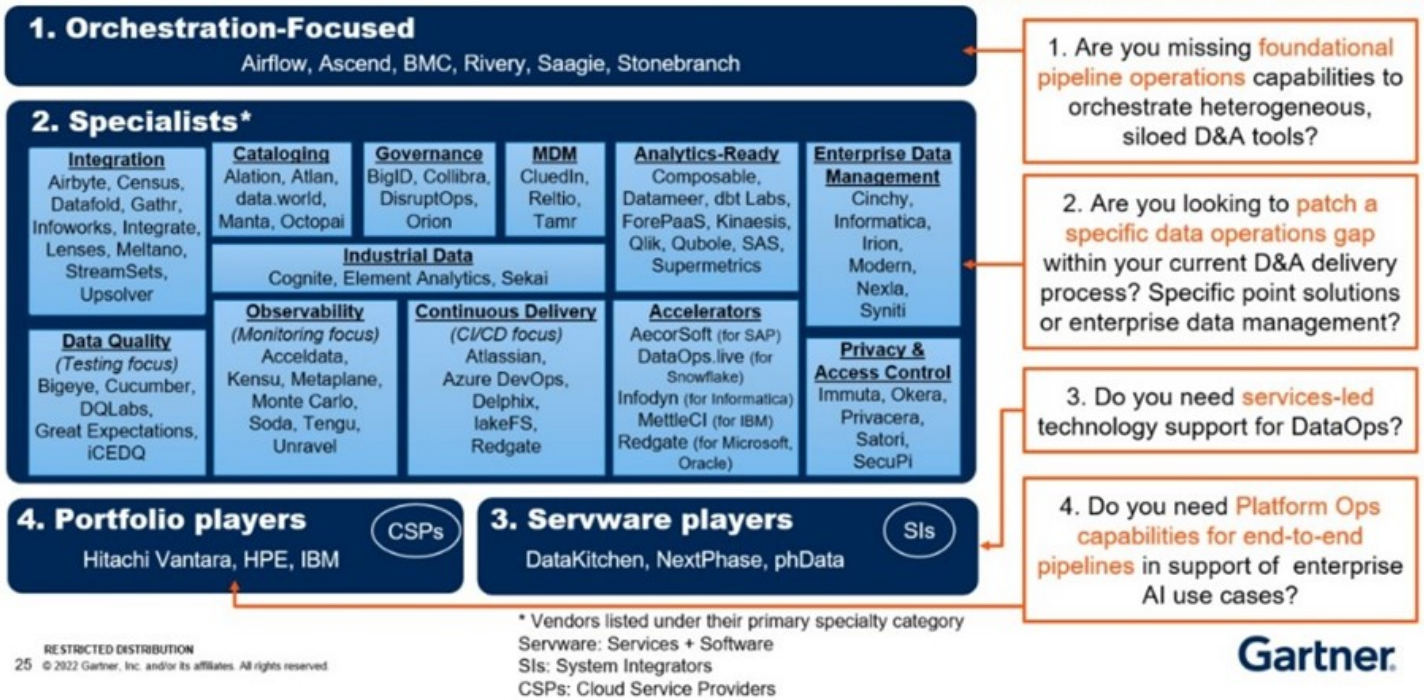 1. Orchestration-Focused
Airflow, Ascend, BMC, Rivery, Saagie, Stonebranch
2. Specialists*
Integration
Airbyte, Census,
Datafold, Gathr,
Infoworks, Integrate,
Lenses, Meltano,
StreamSets,
Upsolver
Cataloging
Alation, Atlan,
data.world,
Manta, Octopai
Governance
BigID, Collibra,
DisruptOps,
Orion
MDM
CluedIn,
Reltio,
Tamr
Analytics-Ready
Composable,
Datameer, dbt Labs,
ForePaaS, Kinaesis,
Qlik, Qubole, SAS,
Supermetrics
Enterprise Data
Management
Cinchy,
Informatica,
Irion,
Modern,
Nexla,
Syniti
Industrial Data
Cognite, Element Analytics, Sekai
Data Quality
(Testing focus)
Bigeye, Cucumber,
DQLabs,
Great Expectations,
iCEDQ
Observability
(Monitoring focus)
Acceldata,
Kensu, Metaplane,
Monte Carlo,
Soda, Tengu,
Unravel
Continuous Delivery
(CI/CD focus)
Atlassian,
Azure DevOps,
Delphix,
lakeFS,
Redgate
Accelerators
AecorSoft (for SAP)
DataOps.live (for
Snowflake)
Infodyn (for Informatica)
MettleCI (for IBM)
Redgate (for Microsoft,
Oracle)
Privacy &
Access Control
Immuta, Okera,
Privacera,
Satori,
SecuPi
4. Portfolio players
CSPs
Hitachi Vantara, HPE, IBM
3. Servware players
SIs
DataKitchen, NextPhase, phData
1. Are you missing foundational
pipeline operations capabilities to
orchestrate heterogeneous,
siloed D&A tools?
2. Are you looking to patch a
specific data operations gap
within your current D&A delivery
process? Specific point solutions
or enterprise data management?
3. Do you need services-led
technology support for DataOps?
4. Do you need Platform Ops
capabilities for end-to-end
pipelines in support of enterprise
AI use cases?
* Vendors listed under their primary specialty category
Servware: Services + Software
SIs: System Integrators
CSPs: Cloud Service Providers
RESTRICTED DISTRIBUTION
25 © 2022 Gartner, Inc. and/or its affiliates. All rights reserved.
Gartner.